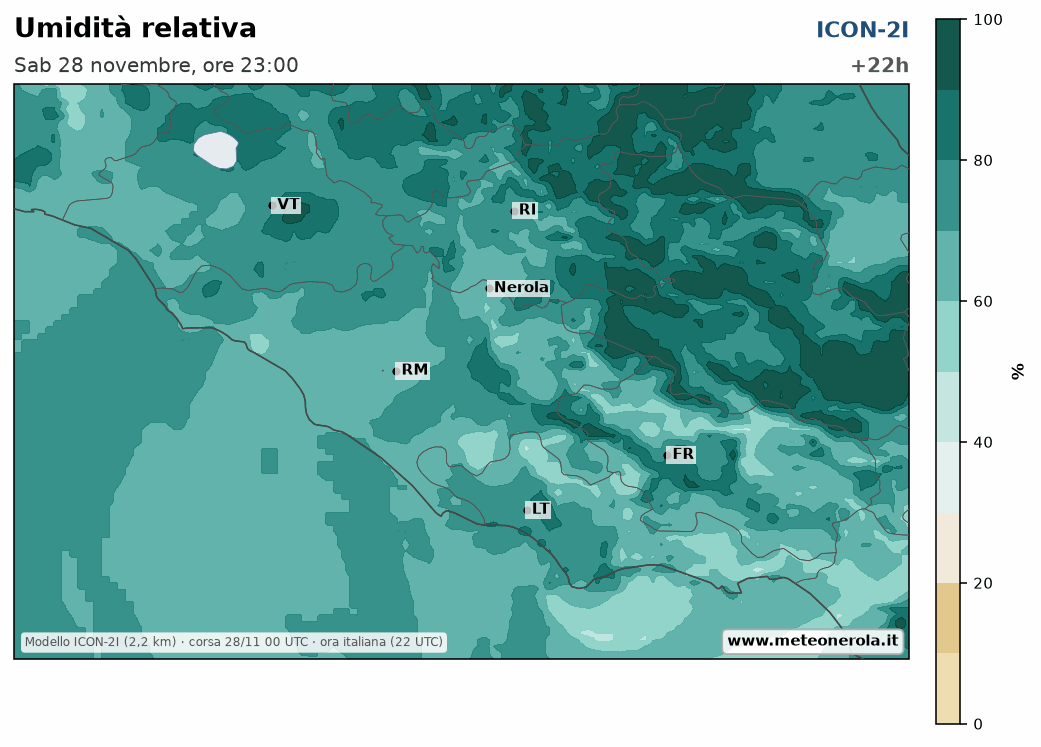 Umidità relativa
ICON-2I
Sab 28 novembre, ore 23:00
+22h
100
80
60
40
20
0
%
VT
RI
Nerola
RM
FR
LT
Modello ICON-2I (2,2 km) · corsa 28/11 00 UTC · ora italiana (22 UTC)
www.meteonerola.it